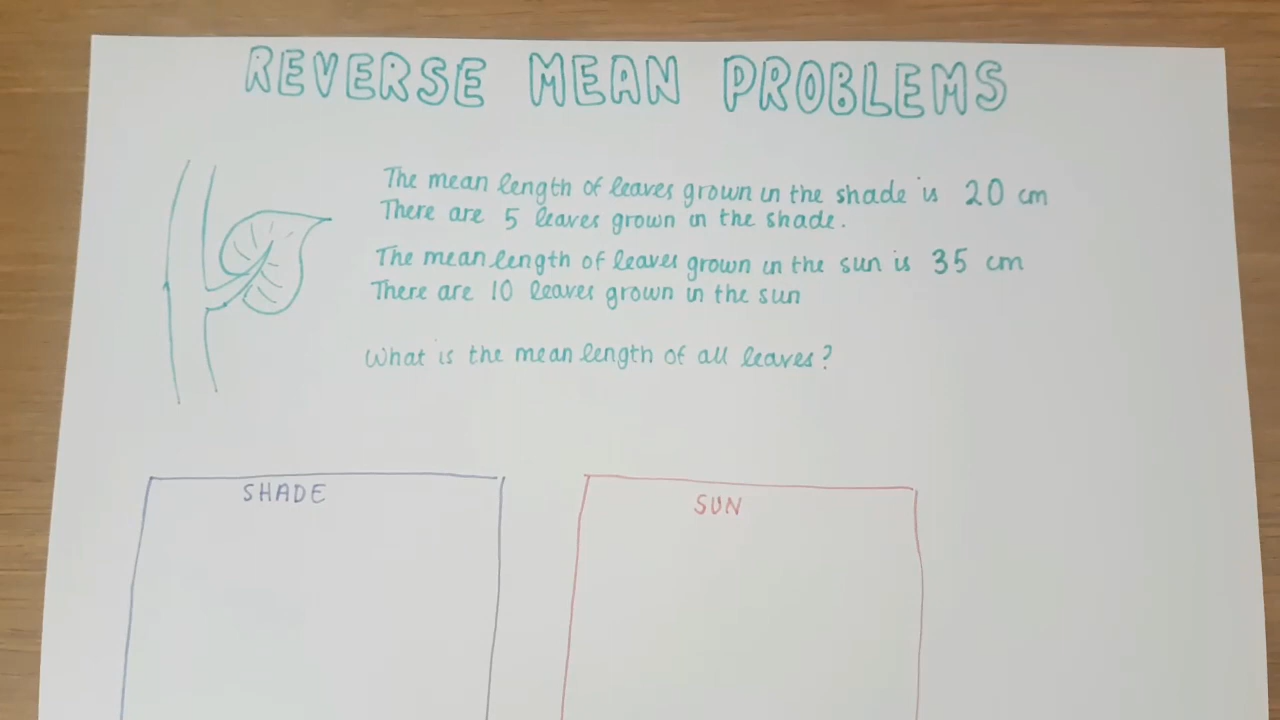 REVERSE MEAN PROBLEMS
The mean length of leaves grown in the shade is 20 cm
There are 5 leaves grown in the shade.
The mean length of leaves grown in the sun is 35 cm
There are 10 leaves grown in the sun
What is the mean length of all leaves?
SHADE
SUN